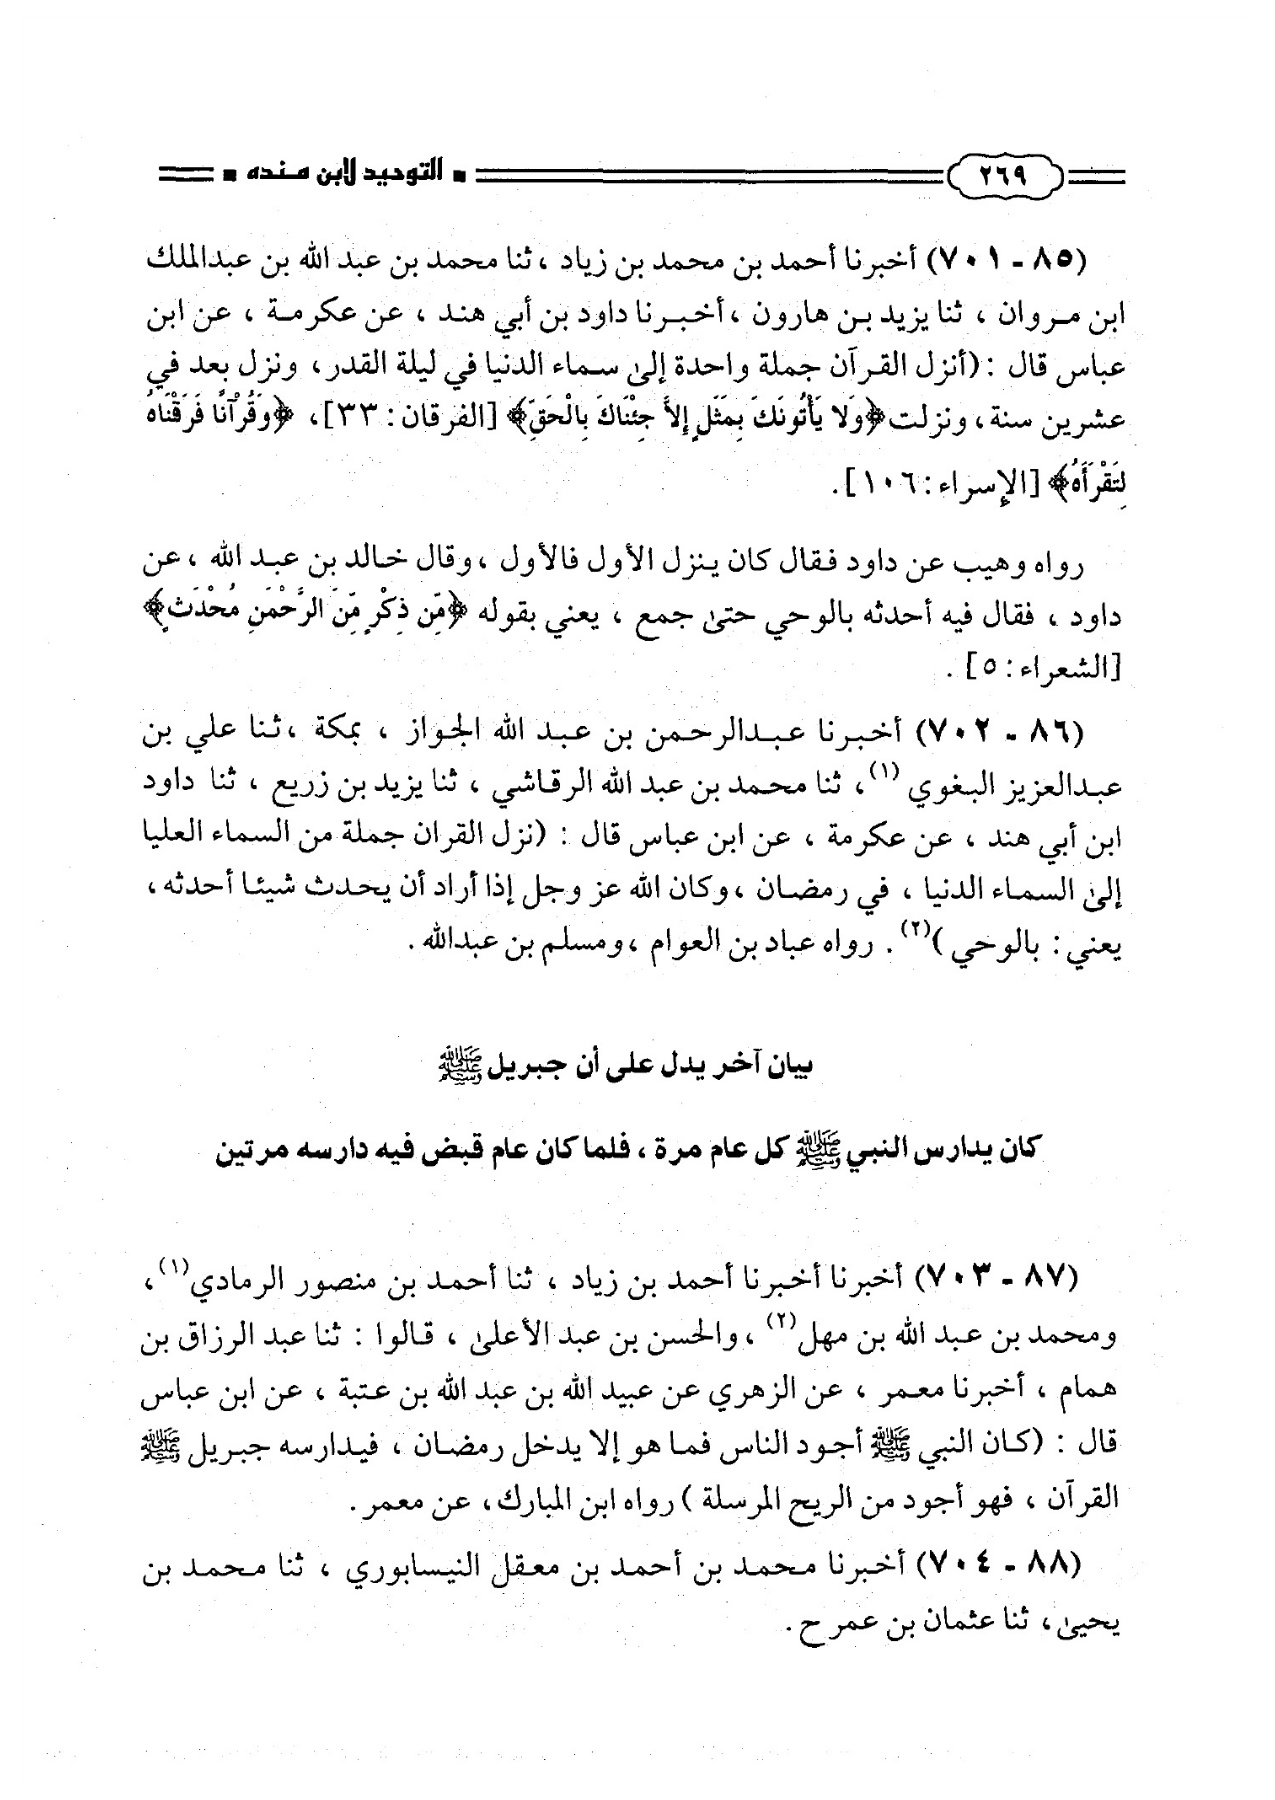 ٢٦٩ ■ التوحيد لابن منده ■
(٨٥ - ٧٠١) أخبرنا أحمد بن محمد بن زياد ، ثنا محمد بن عبد الله بن عبدالملك
ابن مروان ، ثنا يزيد بن هارون ، أخبرنا داود بن أبي هند ، عن عكرمة ، عن ابن
عباس قال : (أنزل القرآن جملة واحدة إلى سماء الدنيا في ليلة القدر ، ونزل بعد في
عشرين سنة ، ونزلت ﴿وَلا يَأْتُونَكَ بِمَثَلٍ إِلاَّ جِئْنَاكَ بِالْحَقِّ﴾ [الفرقان : ٣٣] ، ﴿وَقُرْآنًا فَرَقْنَاهُ
لِتَقْرَأَهُ﴾ [الإسراء : ١٠٦] .
رواه وهيب عن داود فقال كان ينزل الأول فالأول ، وقال خالد بن عبد الله ، عن
داود ، فقال فيه أحدثه بالوحي حتى جمع ، يعني بقوله ﴿مِّن ذِكْرٍ مِّنَ الرَّحْمَنِ مُحْدَثٍ﴾
[الشعراء : ٥] .
(٨٦ - ٧٠٢) أخبرنا عبدالرحمن بن عبد الله الجواز ، بمكة ، ثنا علي بن
عبدالعزيز البغوي (١) ، ثنا محمد بن عبد الله الرقاشي ، ثنا يزيد بن زريع ، ثنا داود
ابن أبي هند ، عن عكرمة ، عن ابن عباس قال : (نزل القران جملة من السماء العليا
إلى السماء الدنيا ، في رمضان ، وكان الله عز وجل إذا أراد أن يحدث شيئا أحدثه ،
يعني : بالوحي )(٢) . رواه عباد بن العوام ، ومسلم بن عبدالله .
بيان آخر يدل على أن جبريل ﷺ
كان يدارس النبي ﷺ كل عام مرة ، فلما كان عام قبض فيه دارسه مرتين
(٨٧ - ٧٠٣) أخبرنا أخبرنا أحمد بن زياد ، ثنا أحمد بن منصور الرمادي(١) ،
ومحمد بن عبد الله بن مهل(٢) ، والحسن بن عبد الأعلى ، قالوا : ثنا عبد الرزاق بن
همام ، أخبرنا معمر ، عن الزهري عن عبيد الله بن عبد الله بن عتبة ، عن ابن عباس
قال : (كان النبي ﷺ أجود الناس فما هو إلا يدخل رمضان ، فيدارسه جبريل ﷺ
القرآن ، فهو أجود من الريح المرسلة ) رواه ابن المبارك ، عن معمر .
(٨٨ - ٧٠٤) أخبرنا محمد بن أحمد بن معقل النيسابوري ، ثنا محمد بن
يحيى ، ثنا عثمان بن عمر ح .